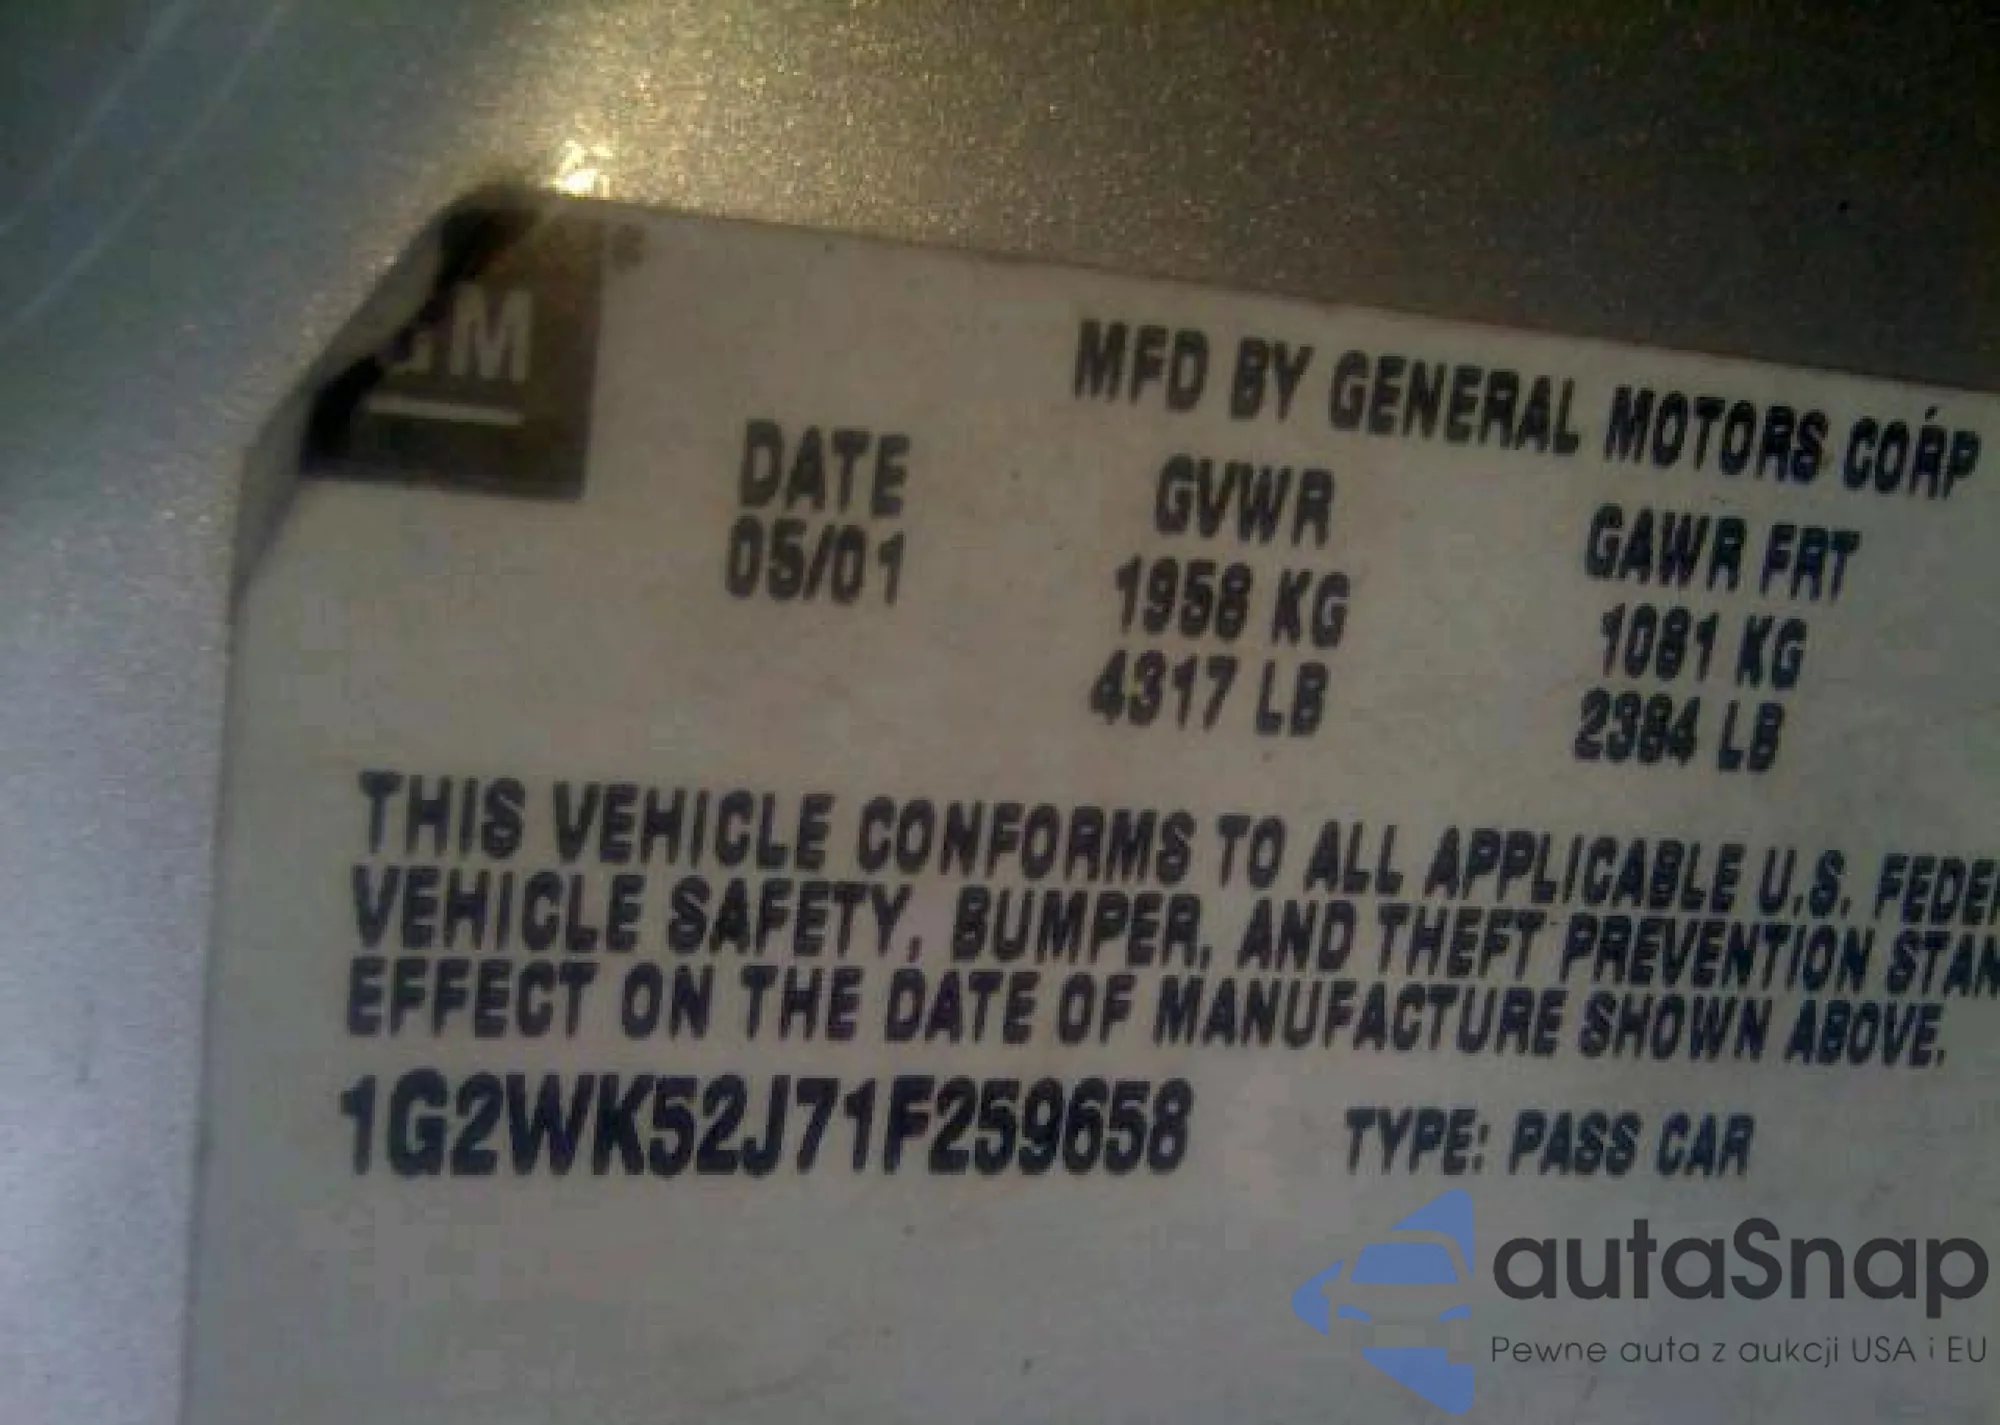 GM
MFD BY GENERAL MOTORS CORP
DATE GVWR GAWR FRT
05/01 1958 KG 1081 KG
4317 LB 2384 LB
THIS VEHICLE CONFORMS TO ALL APPLICABLE U.S. FEDER
VEHICLE SAFETY, BUMPER, AND THEFT PREVENTION STAN
EFFECT ON THE DATE OF MANUFACTURE SHOWN ABOVE.
1G2WK52J71F259658 TYPE: PASS CAR
autaSnap
Pewne auta z aukcji USA i EU